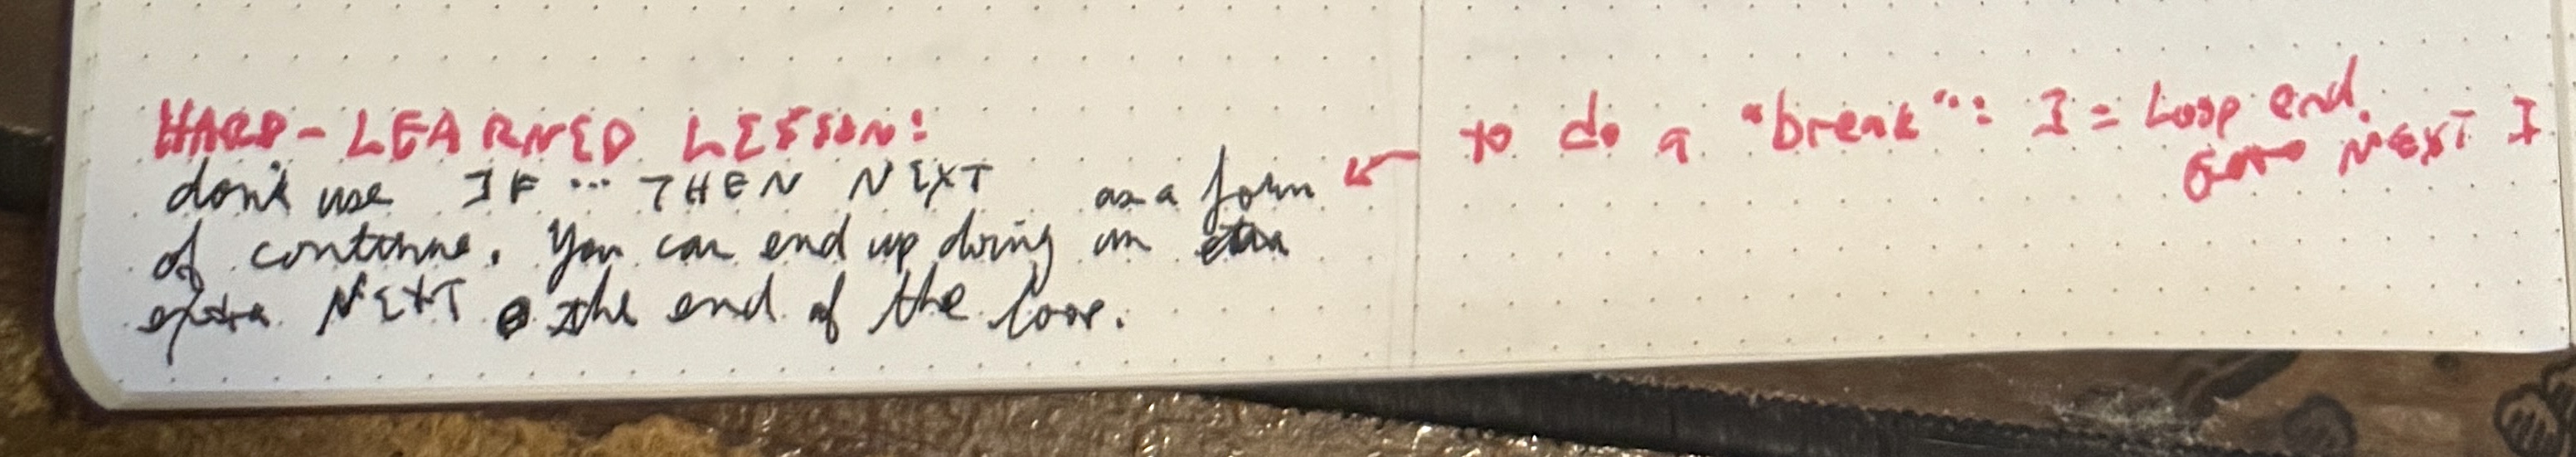 HARD-LEARNED LESSON:
don't use IF ... THEN NEXT as a form
of continue. You can end up doing an
extra NEXT @ the end of the loop.
to do a "break": I = Loop end.
GOTO NEXT I